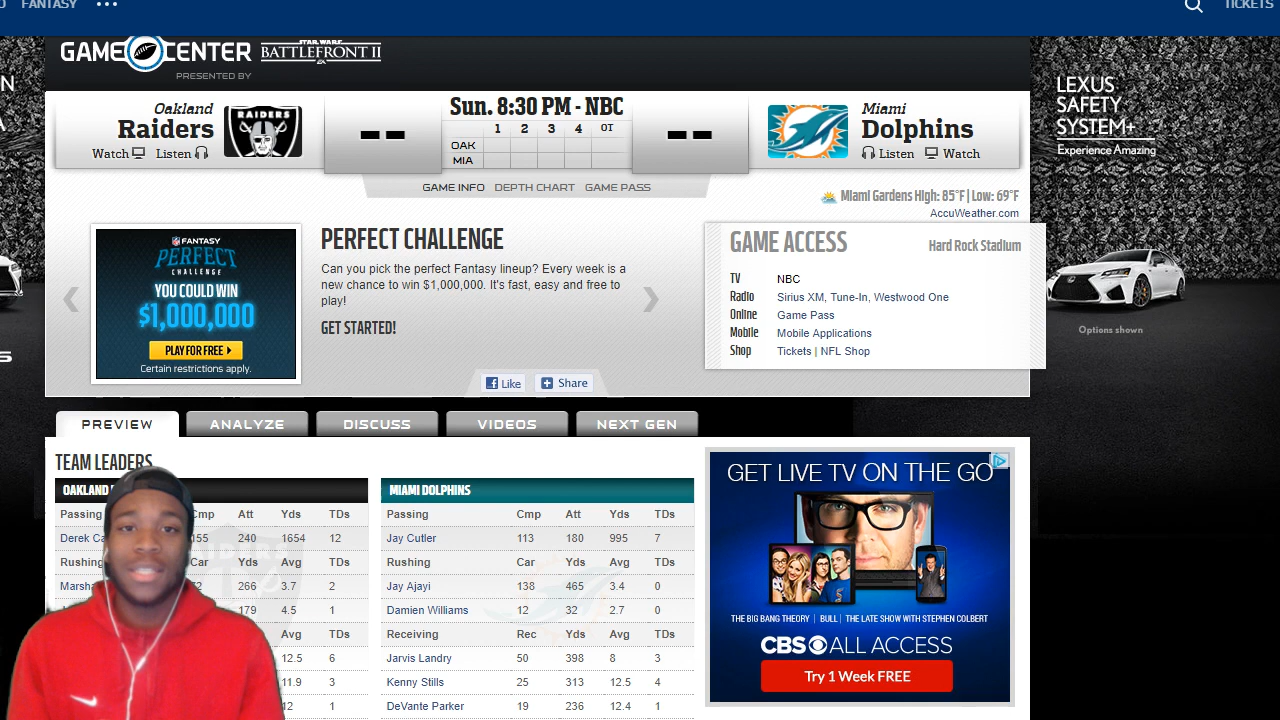 FANTASY
TICKETS
GAME CENTER
STAR WARS
BATTLEFRONT II
EA
PRESENTED BY
Oakland
Raiders
Watch Listen
RAIDERS
Sun. 8:30 PM - NBC
1 2 3 4 OT
OAK
MIA
Miami
Dolphins
Listen Watch
GAME INFO DEPTH CHART GAME PASS
Miami Gardens High: 85°F | Low: 69°F
AccuWeather.com
LEXUS
SAFETY
SYSTEM+
Experience Amazing
Options shown
NFL FANTASY
PERFECT
CHALLENGE
YOU COULD WIN
$1,000,000
PLAY FOR FREE
Certain restrictions apply.
PERFECT CHALLENGE
Can you pick the perfect Fantasy lineup? Every week is a
new chance to win $1,000,000. It's fast, easy and free to
play!
GET STARTED!
GAME ACCESS Hard Rock Stadium
TV NBC
Radio Sirius XM, Tune-In, Westwood One
Online Game Pass
Mobile Mobile Applications
Shop Tickets | NFL Shop
Like Share
PREVIEW ANALYZE DISCUSS VIDEOS NEXT GEN
TEAM LEADERS
OAKLAND
Passing Cmp Att Yds TDs
Derek Ca 155 240 1654 12
Rushing Car Yds Avg TDs
Marsha 266 3.7 2
179 4.5 1
Avg TDs
12.5 6
11.9 3
12 1
MIAMI DOLPHINS
Passing Cmp Att Yds TDs
Jay Cutler 113 180 995 7
Rushing Car Yds Avg TDs
Jay Ajayi 138 465 3.4 0
Damien Williams 12 32 2.7 0
Receiving Rec Yds Avg TDs
Jarvis Landry 50 398 8 3
Kenny Stills 25 313 12.5 4
DeVante Parker 19 236 12.4 1
GET LIVE TV ON THE GO
THE BIG BANG THEORY | BULL | THE LATE SHOW WITH STEPHEN COLBERT
CBS ALL ACCESS
Try 1 Week FREE